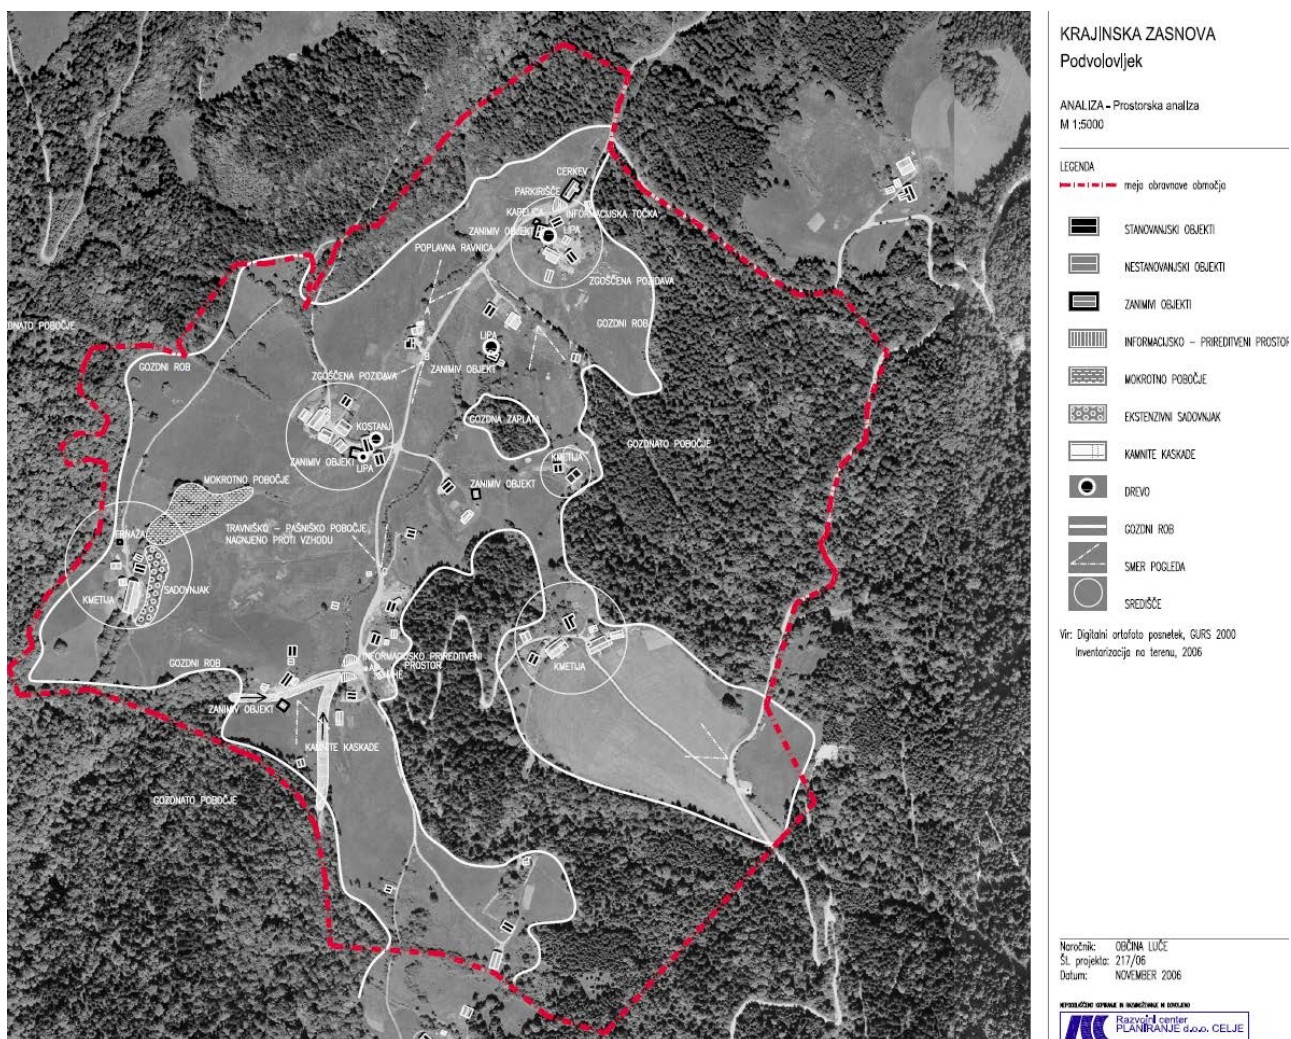 KRAJINSKA ZASNOVA
Podvolovljek
ANALIZA - Prostorska analiza
M 1:5000
LEGENDA
meja obravnave območja
STANOVANJSKI OBJEKTI
NESTANOVANJSKI OBJEKTI
ZANIMIVI OBJEKTI
INFORMACIJSKO - PRIREDITVENI PROSTOR
MOKROTNO POBOČJE
EKSTENZIVNI SADOVNJAK
KAMNITE KASKADE
DREVO
GOZDNI ROB
SMER POGLEDA
SREDIŠČE
Vir: Digitalni ortofoto posnetek, GURS 2000
Inventarizacija na terenu, 2006
Naročnik: OBČINA LUČE
Št. projekta: 217/06
Datum: NOVEMBER 2006
Razvojni center
PLANIRANJE d.o.o. CELJE
CERKEV
PARKIRIŠČE
KAPELICA
INFORMACIJSKA TOČKA
ZANIMIV OBJEKT
LIPA
POPLAVNA RAVNICA
ZGOŠČENA POZIDAVA
GOZDNI ROB
A
B
LIPA
ZANIMIV OBJEKT
GOZDNATO POBOČJE
GOZDNI ROB
ZGOŠČENA POZIDAVA
KOSTANJ
ZANIMIV OBJEKT
LIPA
GOZDNA ZAPLATA
GOZDNATO POBOČJE
KMETIJA
ZANIMIV OBJEKT
MOKROTNO POBOČJE
TRAVNIŠKO - PAŠNIŠKO POBOČJE,
NAGNJENO PROTI VZHODU
SADOVNJAK
KMETIJA
KMETIJA
INFORMACIJSKO PRIREDITVENI
PROSTOR
GOZDNI ROB
ZANIMIV OBJEKT
KAMNITE KASKADE
GOZDNATO POBOČJE